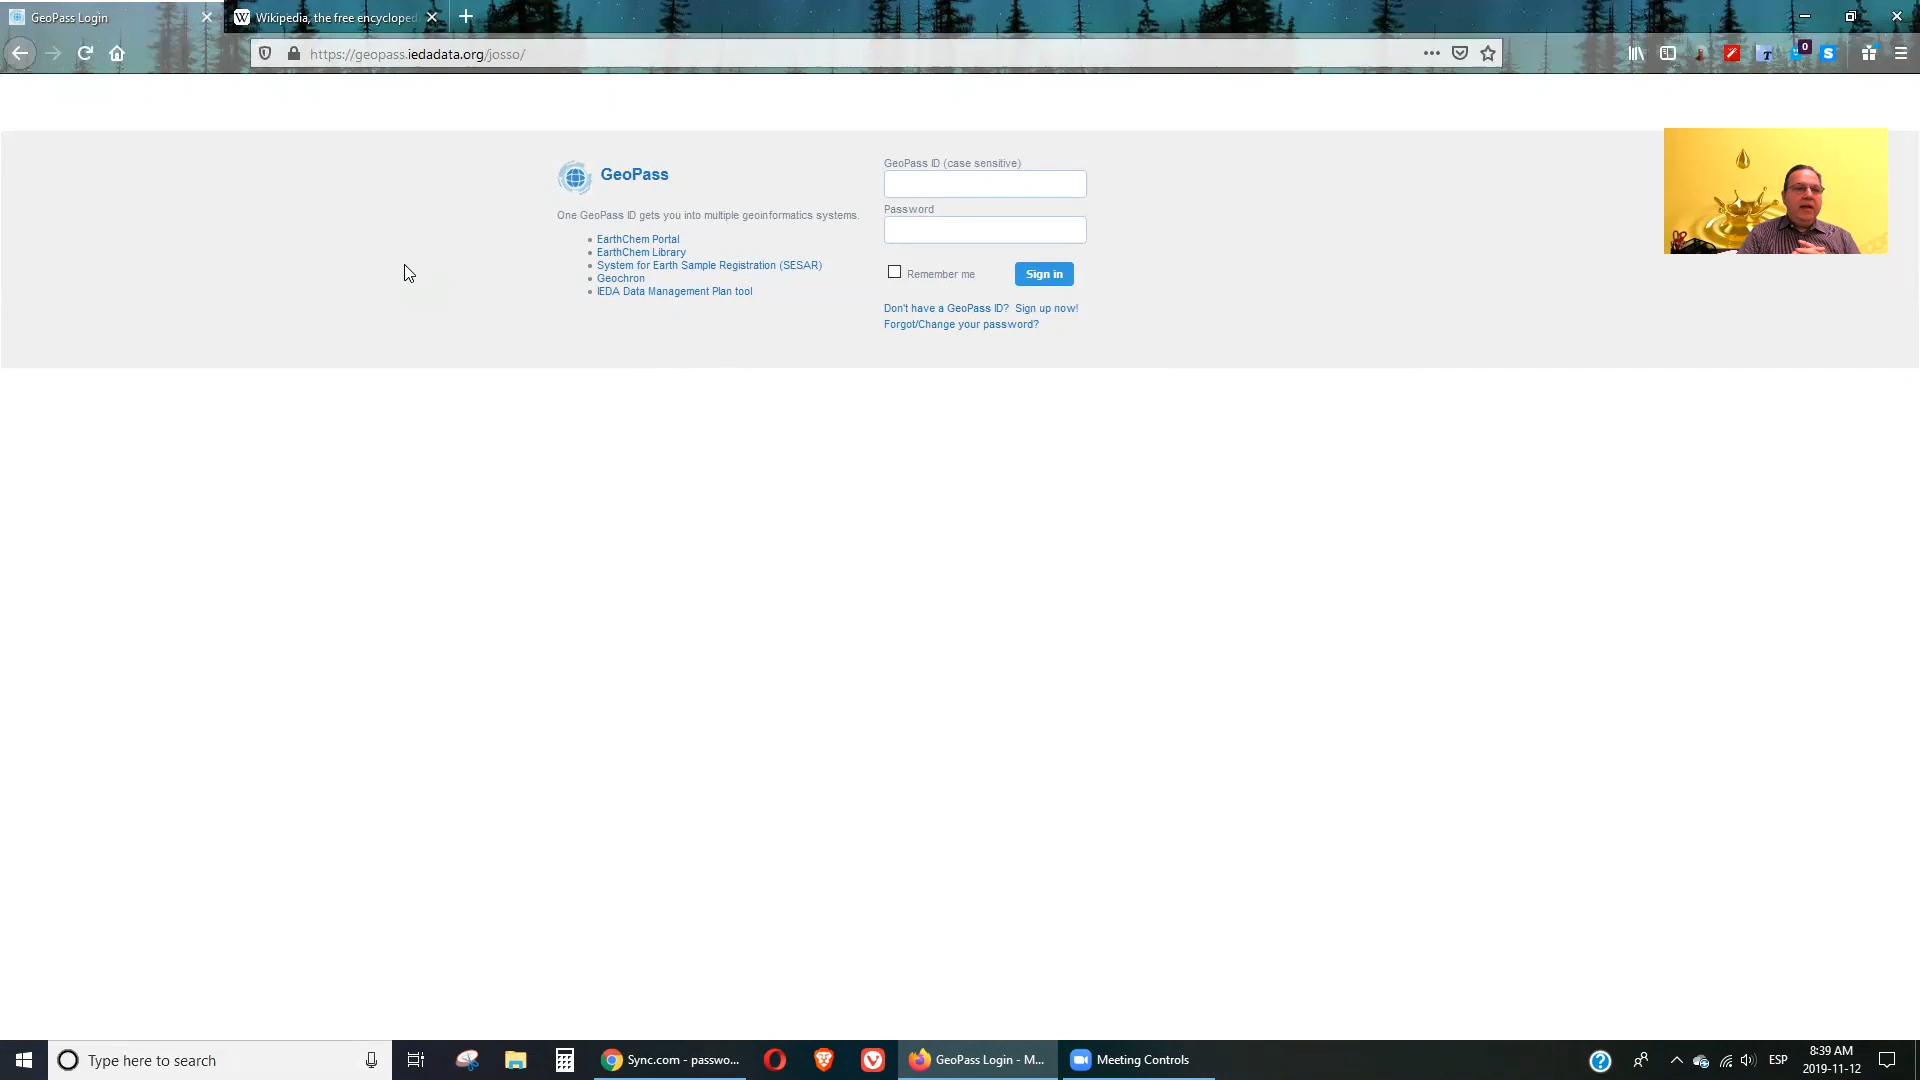 GeoPass Login
Wikipedia, the free encycloped
https://geopass.iedadata.org/josso/
0
GeoPass
One GeoPass ID gets you into multiple geoinformatics systems.
EarthChem Portal
EarthChem Library
System for Earth Sample Registration (SESAR)
Geochron
IEDA Data Management Plan tool
GeoPass ID (case sensitive)
Password
Remember me
Sign in
Don't have a GeoPass ID? Sign up now!
Forgot/Change your password?
Type here to search
Sync.com - passwo...
GeoPass Login - M...
Meeting Controls
ESP
8:39 AM
2019-11-12